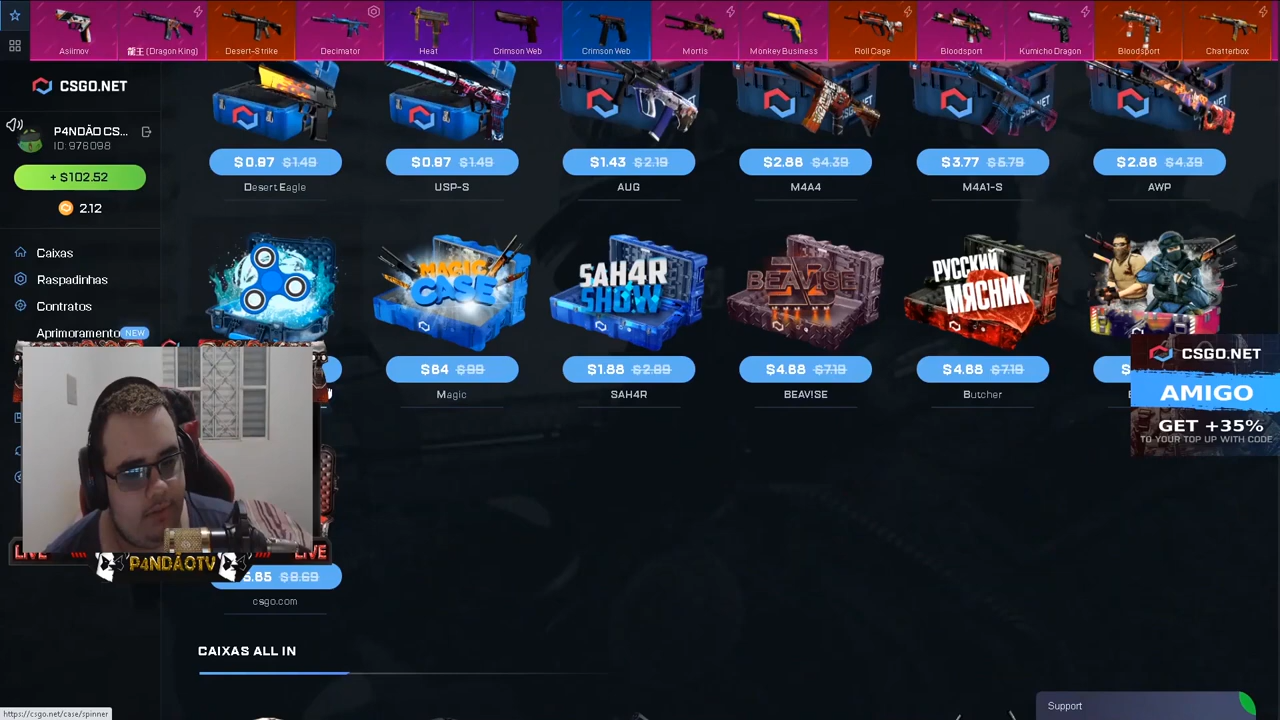 Asiimov
龍王 (Dragon King)
Desert-Strike
Decimator
Heat
Crimson Web
Crimson Web
Mortis
Monkey Business
Roll Cage
Bloodsport
Kumicho Dragon
Bloodsport
Chatterbox
CSGO.NET
P4NDÃO CS...
ID: 976098
+ $102.52
2.12
Caixas
Raspadinhas
Contratos
Aprimoramento NEW
$0.97 $1.49
$0.97 $1.49
$1.43 $2.19
$2.88 $4.39
$3.77 $5.79
$2.88 $4.39
Desert Eagle
USP-S
AUG
M4A4
M4A1-S
AWP
MAGIC
CASE
SAH4R
SHOW
BEAVISE
РУССКИЙ
МЯСНИК
$64 $99
$1.88 $2.89
$4.88 $7.19
$4.88 $7.19
Magic
SAH4R
BEAVISE
Butcher
CSGO.NET
AMIGO
GET +35%
TO YOUR TOP UP WITH CODE
LIVE
LIVE
P4NDÃOTV
$8.69
csgo.com
CAIXAS ALL IN
Support
https://csgo.net/case/spinner